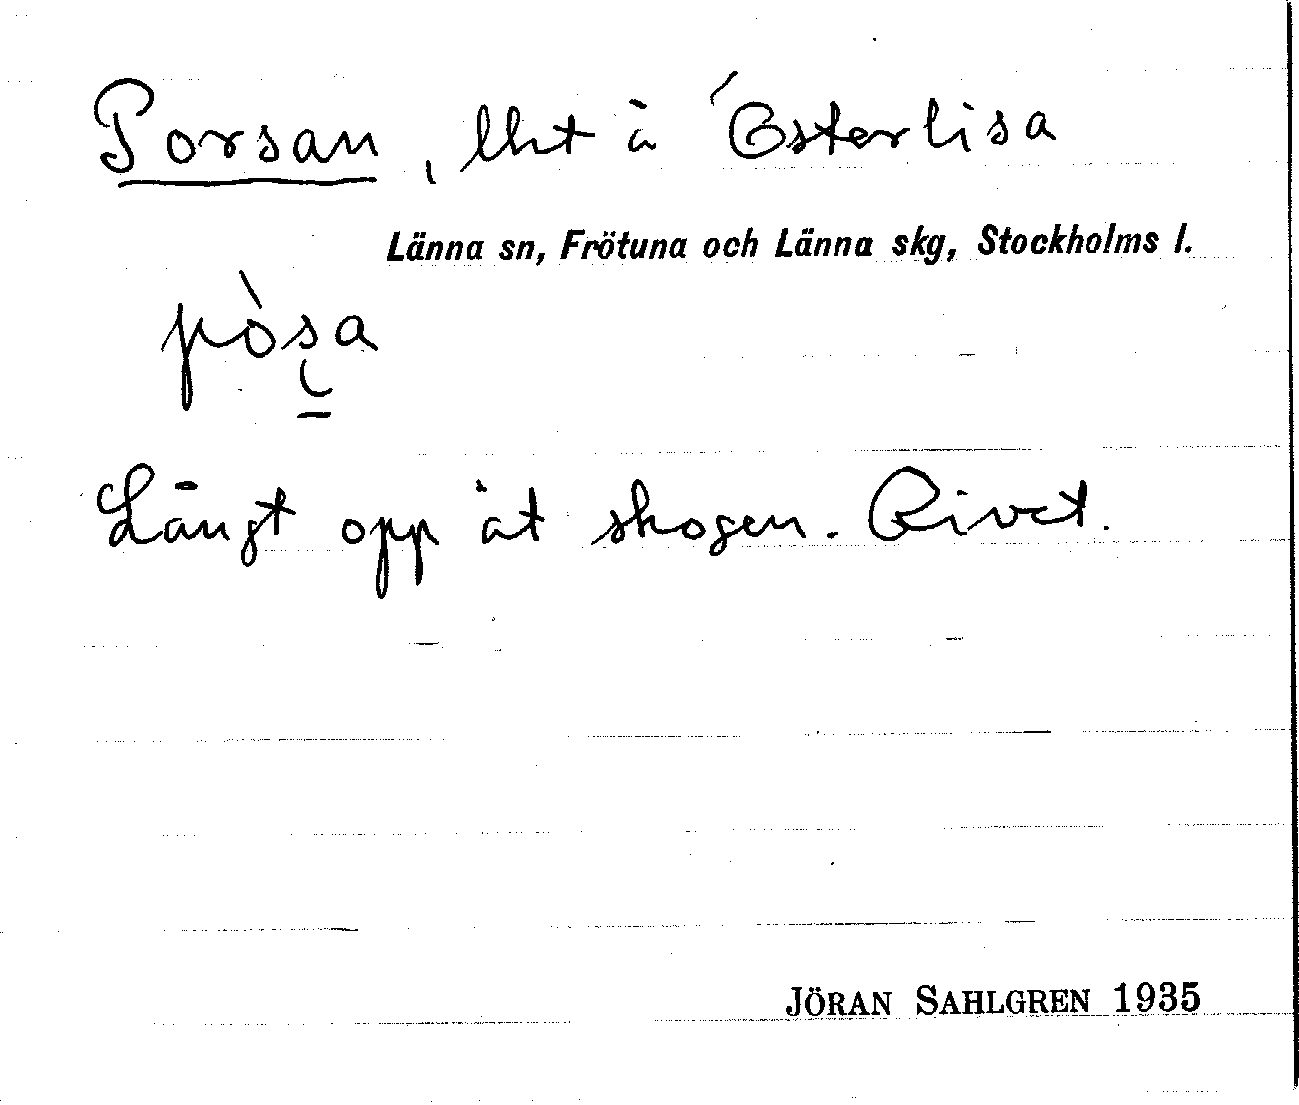 Porsan, lht å Österlisa
Länna sn, Frötuna och Länna skg, Stockholms l.
pòsa
Långt opp åt skogen. Rivet.
JÖRAN SAHLGREN 1935